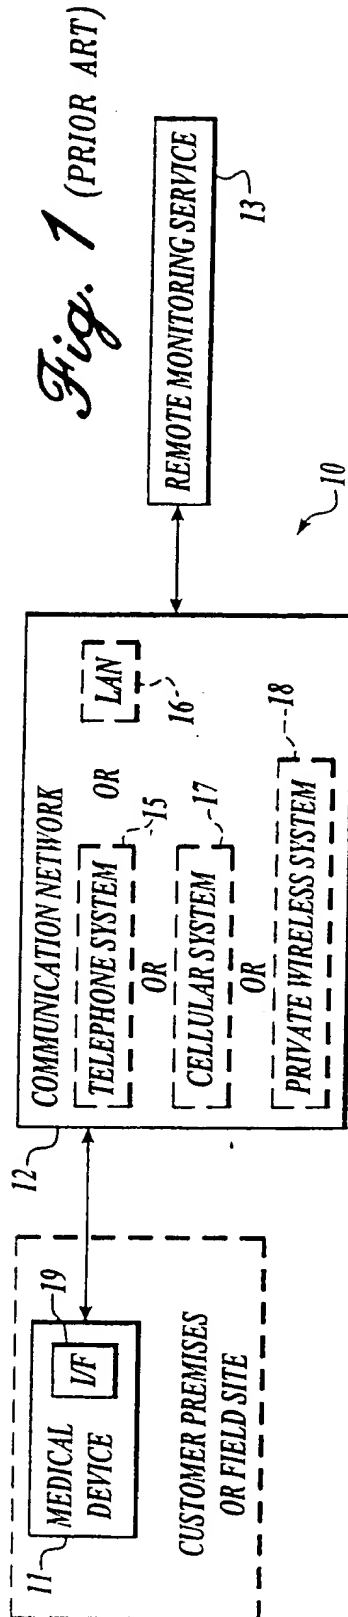 Fig. 1 (PRIOR ART)
11
MEDICAL
DEVICE
I/F
19
CUSTOMER PREMISES
OR FIELD SITE
12
COMMUNICATION NETWORK
TELEPHONE SYSTEM
15
OR
LAN
16
OR
CELLULAR SYSTEM
17
OR
PRIVATE WIRELESS SYSTEM
18
REMOTE MONITORING SERVICE
13
10